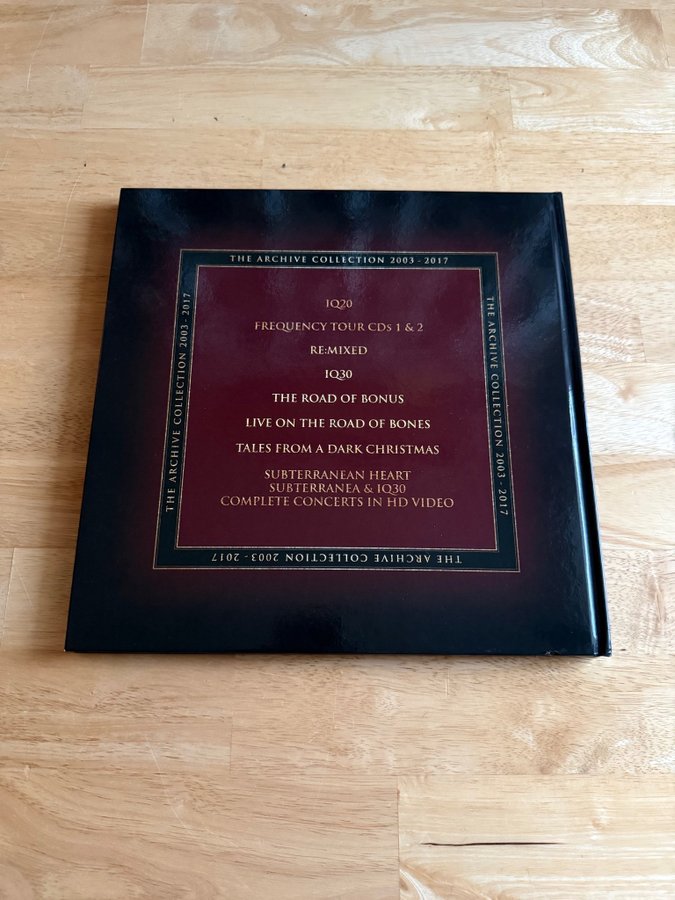 THE ARCHIVE COLLECTION 2003 - 2017
THE ARCHIVE COLLECTION 2003 - 2017
IQ20
FREQUENCY TOUR CDs 1 & 2
RE:MIXED
IQ30
THE ROAD OF BONUS
LIVE ON THE ROAD OF BONES
TALES FROM A DARK CHRISTMAS
SUBTERRANEAN HEART
SUBTERRANEA & IQ30
COMPLETE CONCERTS IN HD VIDEO
THE ARCHIVE COLLECTION 2003 - 2017
THE ARCHIVE COLLECTION 2003 - 2017